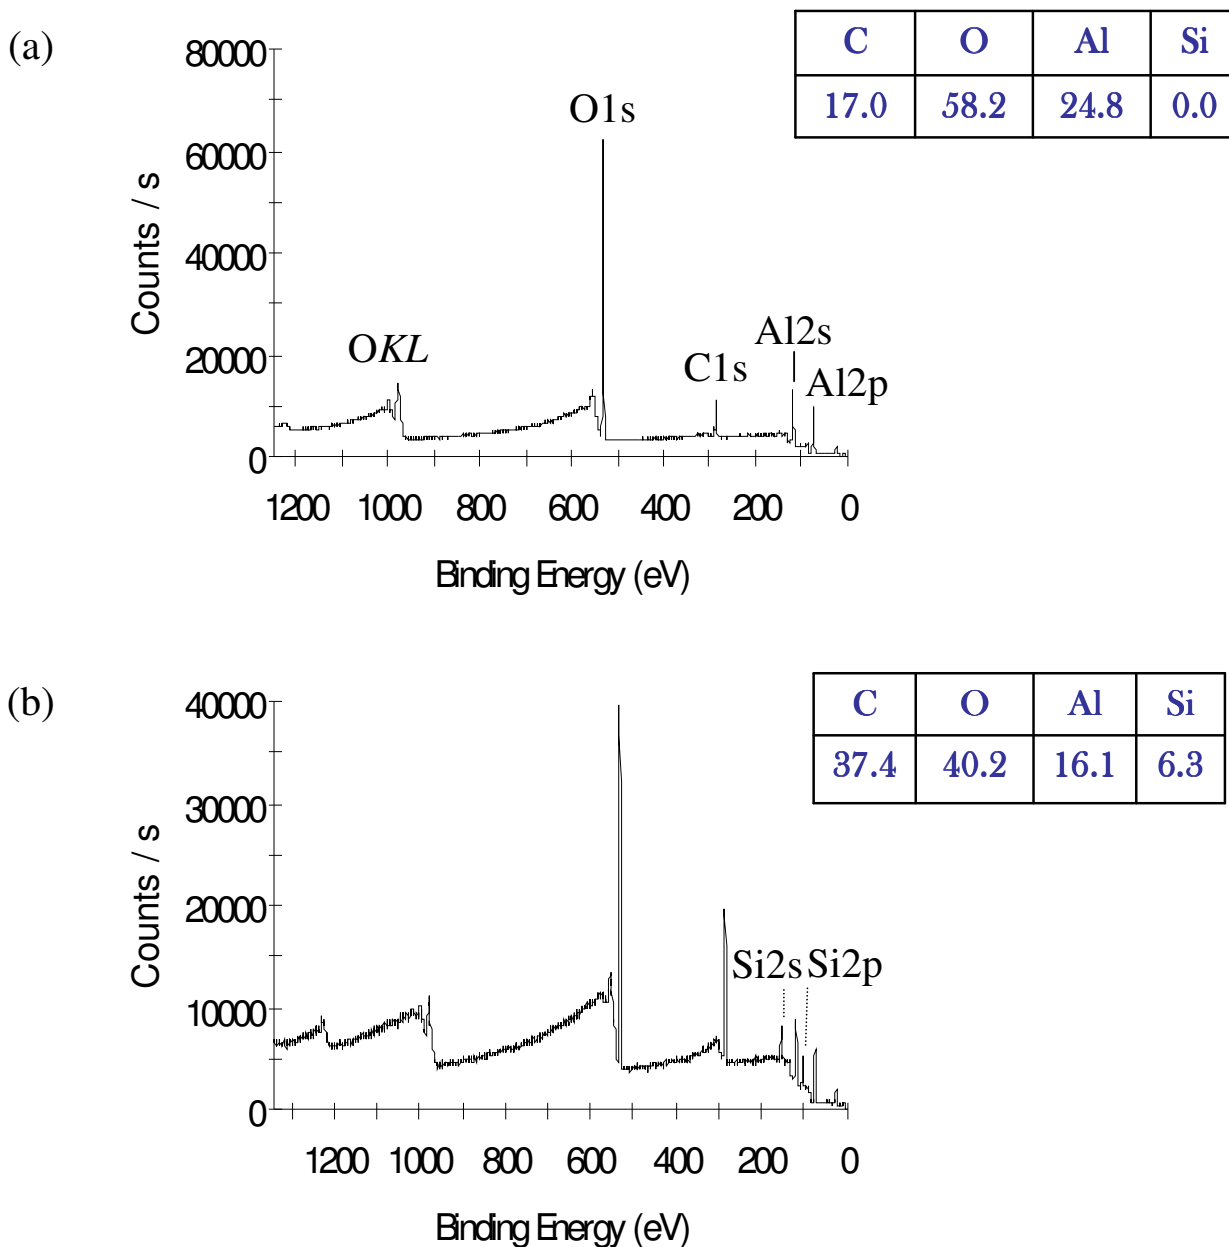 (a)
C O Al Si
17.0 58.2 24.8 0.0
80000
60000
40000
20000
0
Counts / s
O1s
OKL
C1s
Al2s
Al2p
1200 1000 800 600 400 200 0
Binding Energy (eV)
(b)
C O Al Si
37.4 40.2 16.1 6.3
40000
30000
20000
10000
0
Counts / s
Si2s Si2p
1200 1000 800 600 400 200 0
Binding Energy (eV)